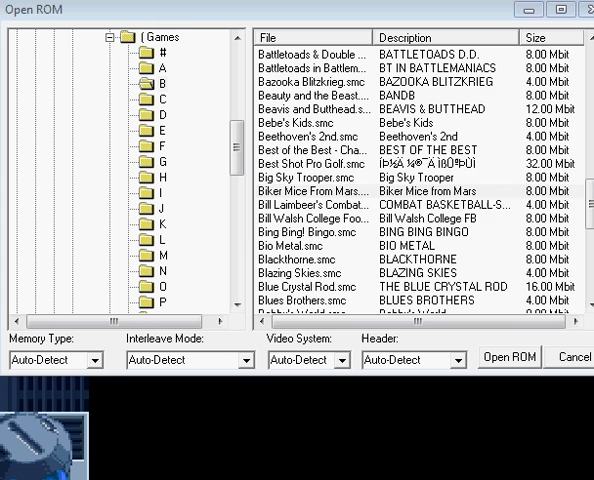 Open ROM
( Games
#
A
B
C
D
E
F
G
H
I
J
K
L
M
N
O
P
File Description Size
Battletoads & Double ... BATTLETOADS D.D. 8.00 Mbit
Battletoads in Battlem... BT IN BATTLEMANIACS 8.00 Mbit
Bazooka Blitzkrieg.smc BAZOOKA BLITZKRIEG 4.00 Mbit
Beauty and the Beast.... BANDB 8.00 Mbit
Beavis and Butthead.s... BEAVIS & BUTTHEAD 12.00 Mbit
Bebe's Kids.smc Bebe's Kids 8.00 Mbit
Beethoven's 2nd.smc Beethoven's 2nd 4.00 Mbit
Best of the Best - Cha... BEST OF THE BEST 8.00 Mbit
Best Shot Pro Golf.smc 32.00 Mbit
Big Sky Trooper.smc Big Sky Trooper 8.00 Mbit
Biker Mice From Mars.... Biker Mice from Mars 8.00 Mbit
Bill Laimbeer's Combat... COMBAT BASKETBALL-S... 4.00 Mbit
Bill Walsh College Foo... Bill Walsh College FB 8.00 Mbit
Bing Bing! Bingo.smc BING BING BINGO 8.00 Mbit
Bio Metal.smc BIO METAL 8.00 Mbit
Blackthorne.smc BLACKTHORNE 8.00 Mbit
Blazing Skies.smc BLAZING SKIES 4.00 Mbit
Blue Crystal Rod.smc THE BLUE CRYSTAL ROD 16.00 Mbit
Blues Brothers.smc BLUES BROTHERS 4.00 Mbit
Memory Type: Interleave Mode: Video System: Header:
Auto-Detect Auto-Detect Auto-Detect Auto-Detect Open ROM Cancel